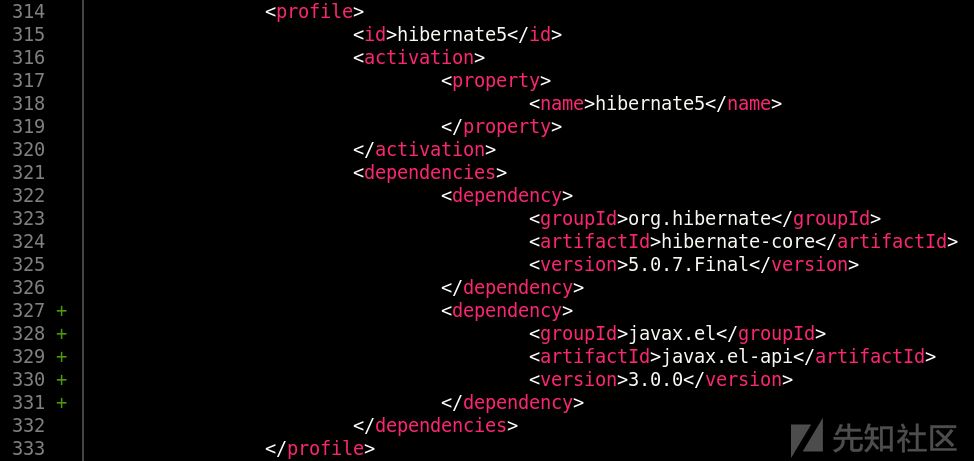 314 <profile>
315 <id>hibernate5</id>
316 <activation>
317 <property>
318 <name>hibernate5</name>
319 </property>
320 </activation>
321 <dependencies>
322 <dependency>
323 <groupId>org.hibernate</groupId>
324 <artifactId>hibernate-core</artifactId>
325 <version>5.0.7.Final</version>
326 </dependency>
327 + <dependency>
328 + <groupId>javax.el</groupId>
329 + <artifactId>javax.el-api</artifactId>
330 + <version>3.0.0</version>
331 + </dependency>
332 </dependencies>
333 </profile>
先知社区